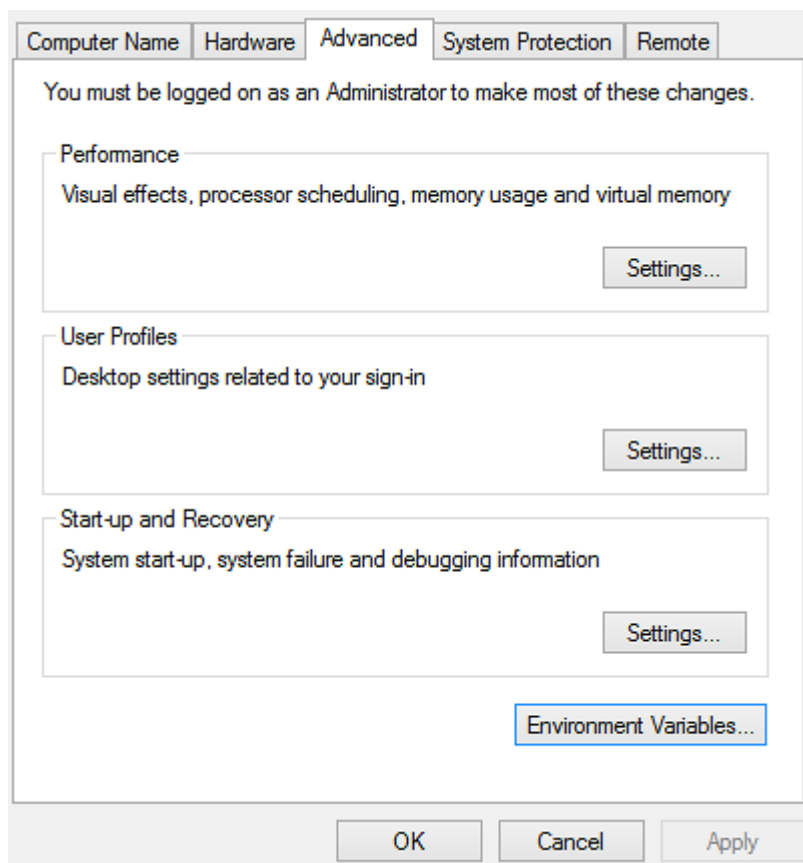 Computer Name Hardware Advanced System Protection Remote
You must be logged on as an Administrator to make most of these changes.
Performance
Visual effects, processor scheduling, memory usage and virtual memory
Settings...
User Profiles
Desktop settings related to your sign-in
Settings...
Start-up and Recovery
System start-up, system failure and debugging information
Settings...
Environment Variables...
OK Cancel Apply